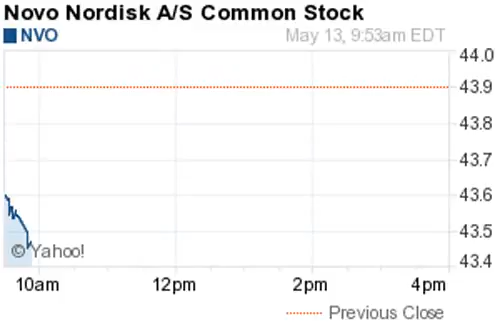 Novo Nordisk A/S Common Stock
NVO May 13, 9:53am EDT
44.0
43.9
43.8
43.7
43.6
43.5
43.4
© Yahoo!
10am 12pm 2pm 4pm
Previous Close